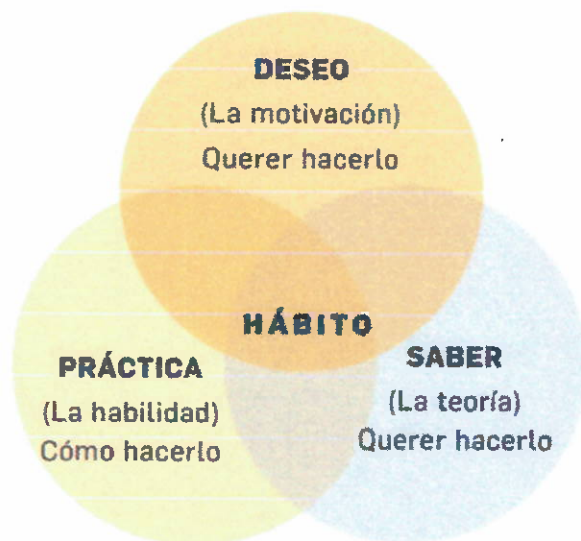 DESEO
(La motivación)
Querer hacerlo
HÁBITO
PRÁCTICA
(La habilidad)
Cómo hacerlo
SABER
(La teoría)
Querer hacerlo